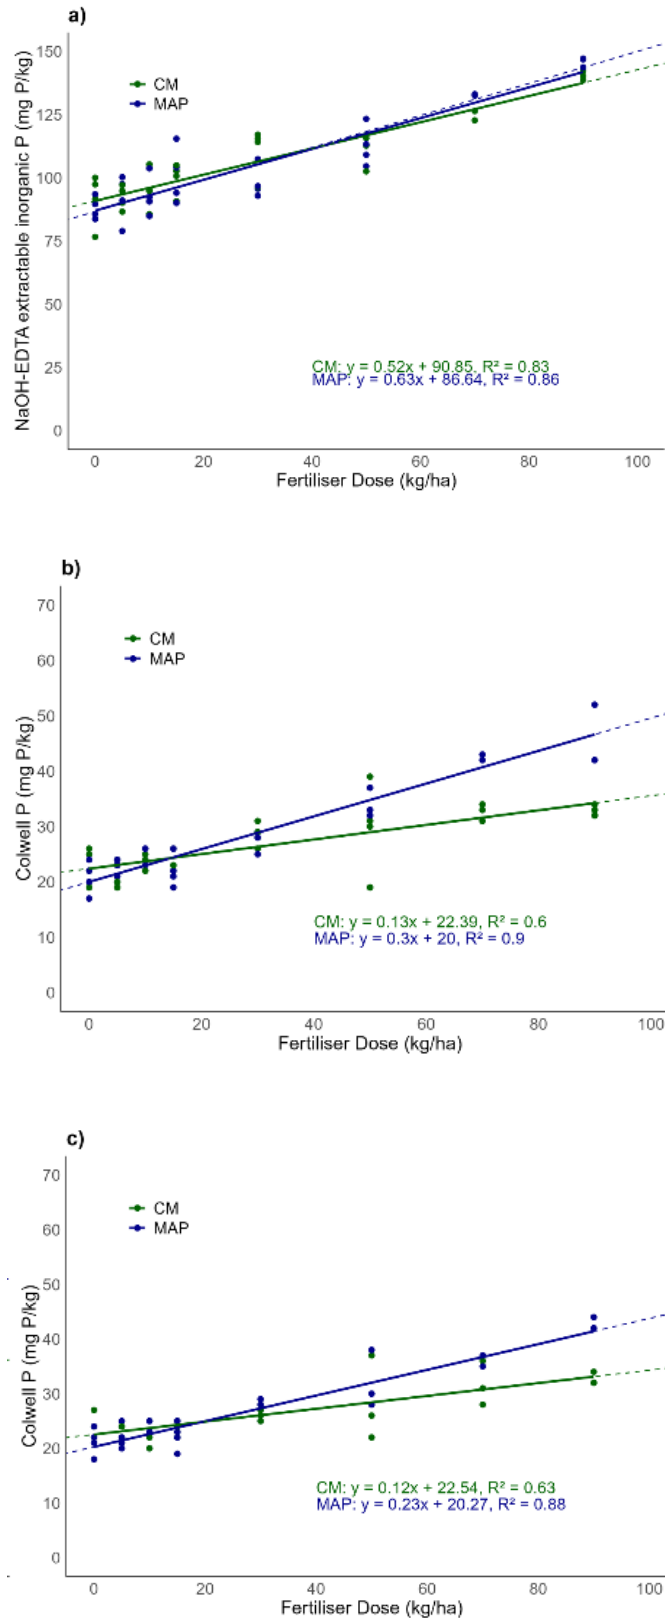 a)
NaOH-EDTA extractable inorganic P (mg P/kg)
150
125
100
75
50
25
0
CM
MAP
CM: y = 0.52x + 90.85, R² = 0.83
MAP: y = 0.63x + 86.64, R² = 0.86
0 20 40 60 80 100
Fertiliser Dose (kg/ha)
b)
Colwell P (mg P/kg)
70
60
50
40
30
20
10
0
CM
MAP
CM: y = 0.13x + 22.39, R² = 0.6
MAP: y = 0.3x + 20, R² = 0.9
0 20 40 60 80 100
Fertiliser Dose (kg/ha)
c)
Colwell P (mg P/kg)
70
60
50
40
30
20
10
0
CM
MAP
CM: y = 0.12x + 22.54, R² = 0.63
MAP: y = 0.23x + 20.27, R² = 0.88
0 20 40 60 80 100
Fertiliser Dose (kg/ha)